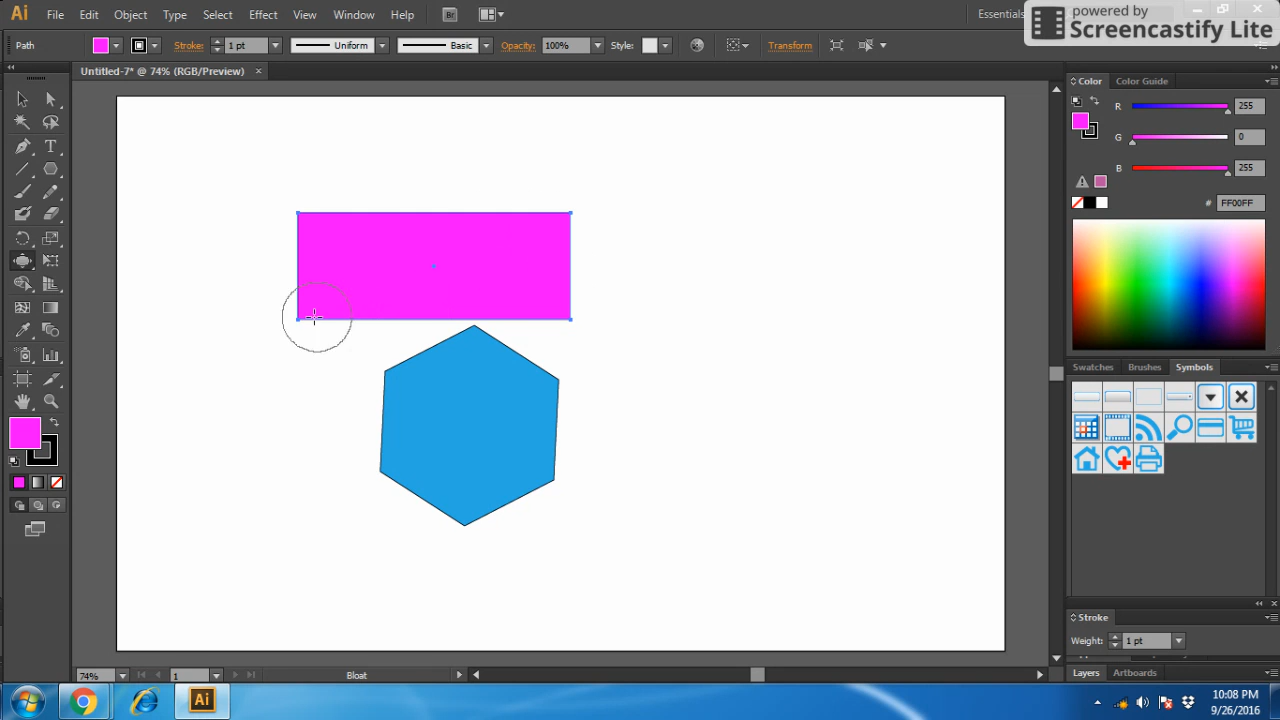 Ai File Edit Object Type Select Effect View Window Help Br Essentials
powered by
Screencastify Lite
Path Stroke: 1 pt Uniform Basic Opacity: 100% Style: Transform
Untitled-7* @ 74% (RGB/Preview) ×
Color Color Guide
R 255
G 0
B 255
# FF00FF
Swatches Brushes Symbols
Stroke
Weight: 1 pt
Layers Artboards
74% 1 Bloat
Ai
10:08 PM
9/26/2016